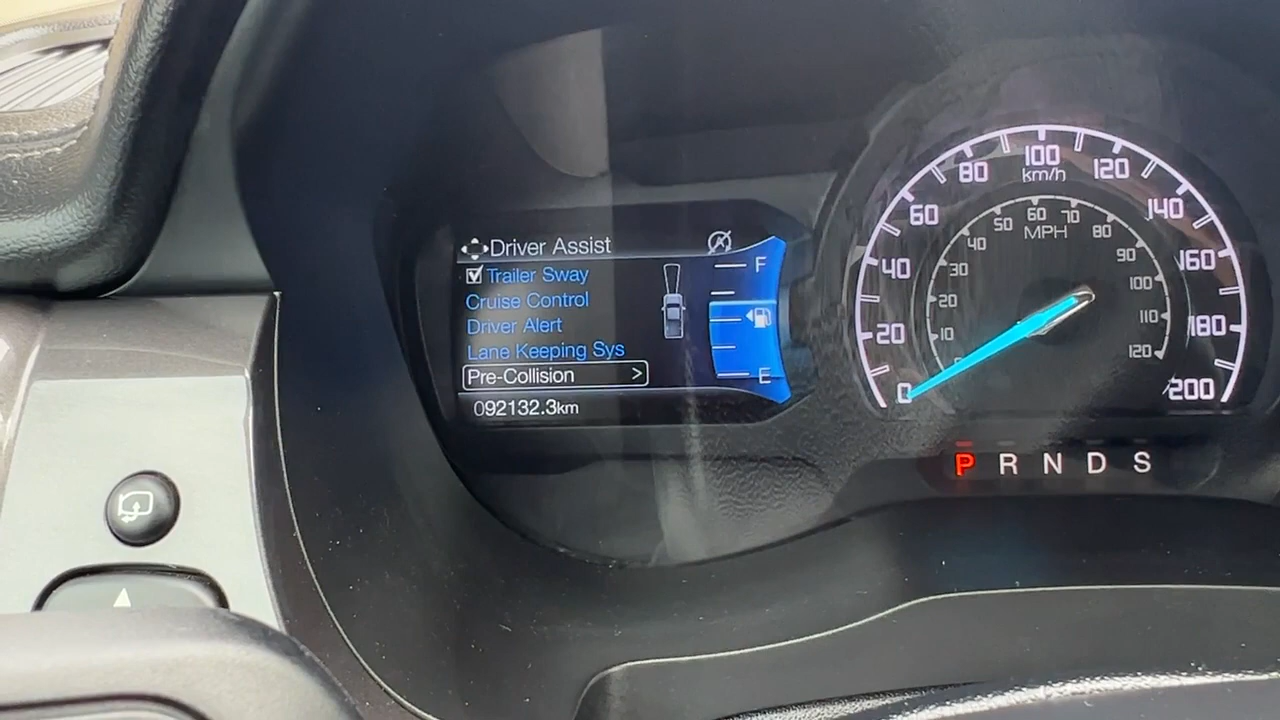 Driver Assist
Trailer Sway
Cruise Control
Driver Alert
Lane Keeping Sys
Pre-Collision >
092132.3km
F
E
0 20 40 60 80 100 120 140 160 180 200
km/h
10 20 30 40 50 60 70 80 90 100 110 120
MPH
P R N D S